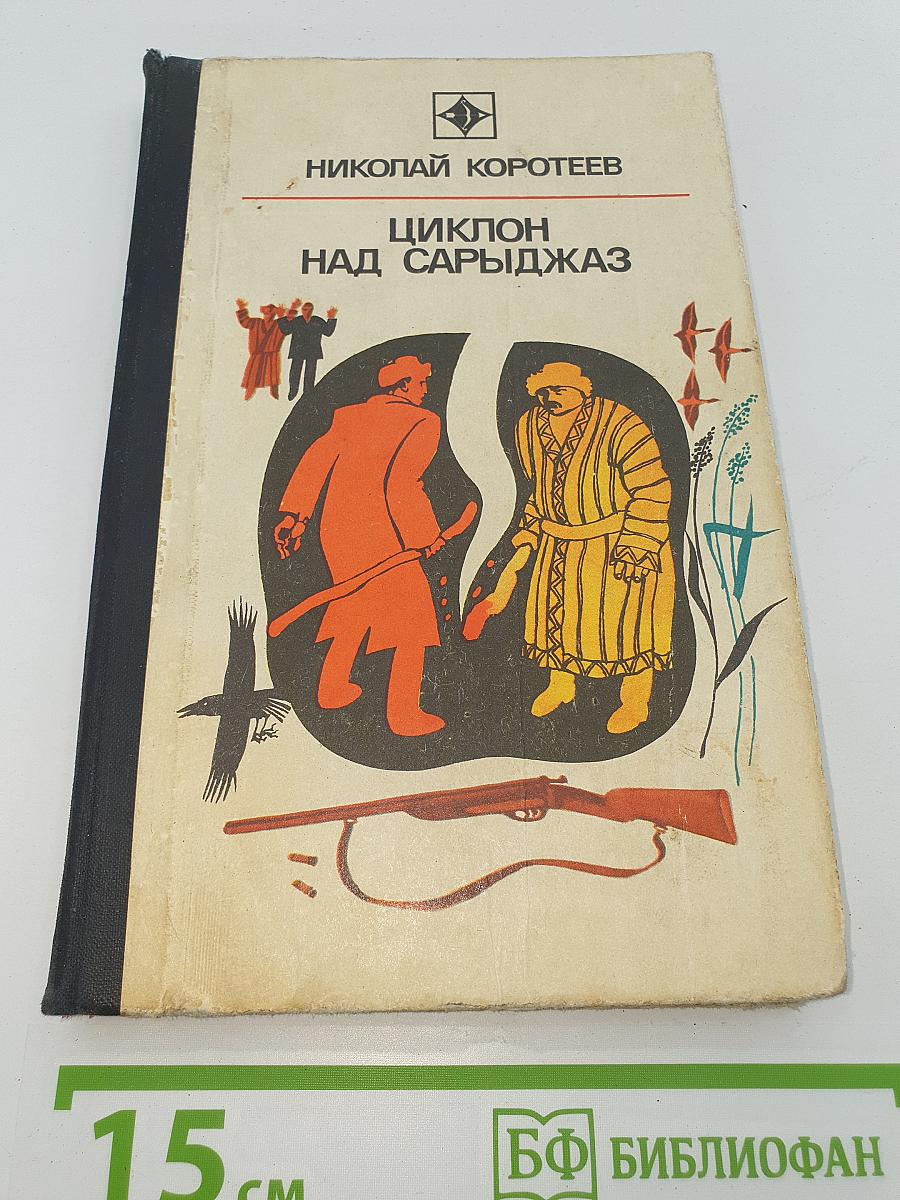 НИКОЛАЙ КОРОТЕЕВ
ЦИКЛОН
НАД САРЫДЖАЗ
15 см
БФ БИБЛИОФАН